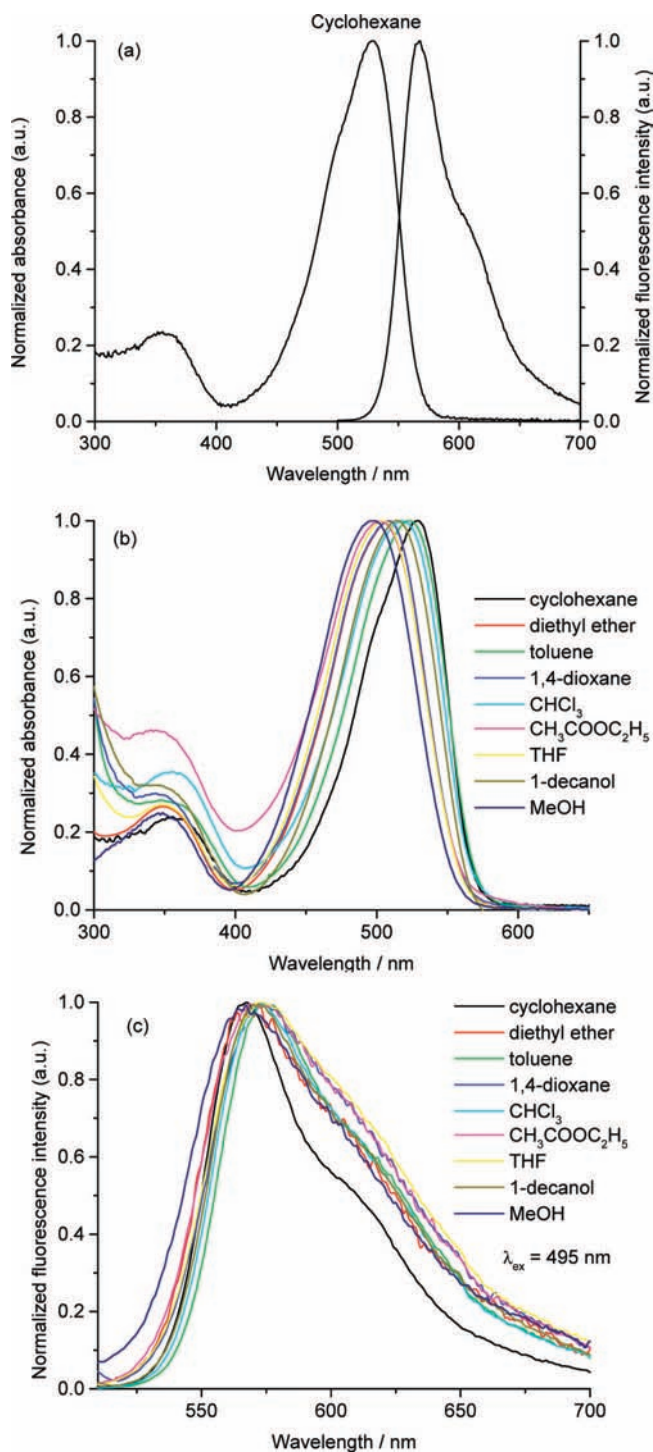 Cyclohexane
(a)
Normalized absorbance (a.u.)
1.0
0.8
0.6
0.4
0.2
0.0
Normalized fluorescence intensity (a.u.)
1.0
0.8
0.6
0.4
0.2
0.0
300 400 500 600 700
Wavelength / nm
(b)
Normalized absorbance (a.u.)
1.0
0.8
0.6
0.4
0.2
0.0
cyclohexane
diethyl ether
toluene
1,4-dioxane
CHCl₃
CH₃COOC₂H₅
THF
1-decanol
MeOH
300 400 500 600
Wavelength / nm
(c)
Normalized fluorescence intensity (a.u.)
1.0
0.8
0.6
0.4
0.2
0.0
cyclohexane
diethyl ether
toluene
1,4-dioxane
CHCl₃
CH₃COOC₂H₅
THF
1-decanol
MeOH
λex = 495 nm
550 600 650 700
Wavelength / nm